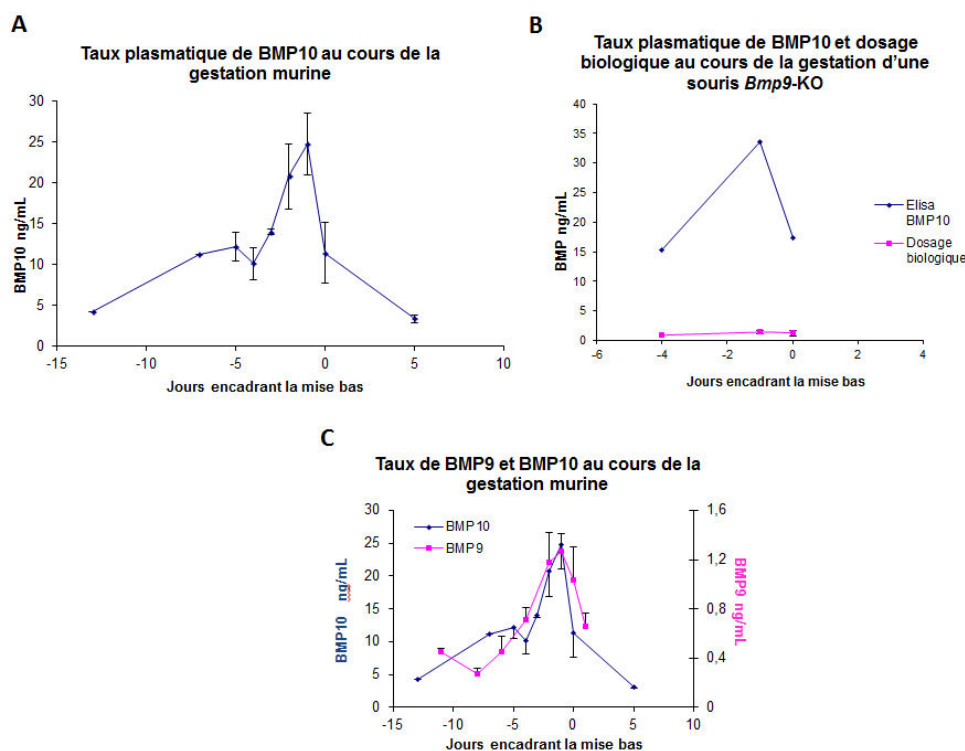 A
Taux plasmatique de BMP10 au cours de la
gestation murine
BMP10 ng/mL
30
25
20
15
10
5
0
-15
-10
-5
0
5
10
Jours encadrant la mise bas
B
Taux plasmatique de BMP10 et dosage
biologique au cours de la gestation d'une
souris Bmp9-KO
BMP ng/mL
40
35
30
25
20
15
10
5
0
-6
-4
-2
0
2
4
Jours encadrant la mise bas
Elisa
BMP10
Dosage
biologique
C
Taux de BMP9 et BMP10 au cours de la
gestation murine
BMP10 ng/mL
30
25
20
15
10
5
0
BMP10
BMP9
1,6
1,2
0,8
0,4
0
BMP9 ng/mL
-15
-10
-5
0
5
10
Jours encadrant la mise bas